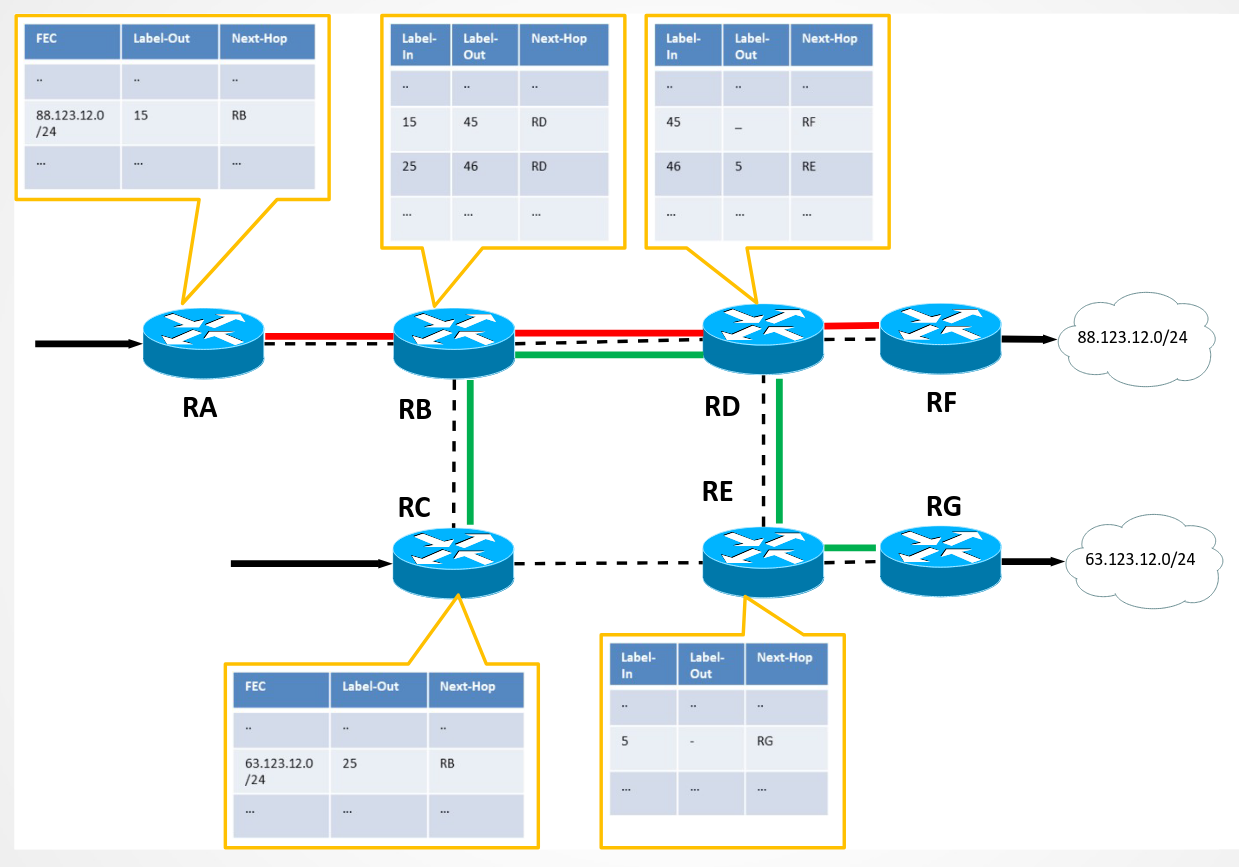 FEC Label-Out Next-Hop
.. .. ..
88.123.12.0 15 RB
/24
... ... ...
Label- Label- Next-Hop
In Out
.. .. ..
15 45 RD
25 46 RD
... ... ...
Label- Label- Next-Hop
In Out
.. .. ..
45 _ RF
46 5 RE
... ... ...
88.123.12.0/24
RA
RB
RD
RF
RC
RE
RG
63.123.12.0/24
FEC Label-Out Next-Hop
.. .. ..
63.123.12.0 25 RB
/24
... ... ...
Label- Label- Next-Hop
In Out
.. .. ..
5 - RG
... ... ...